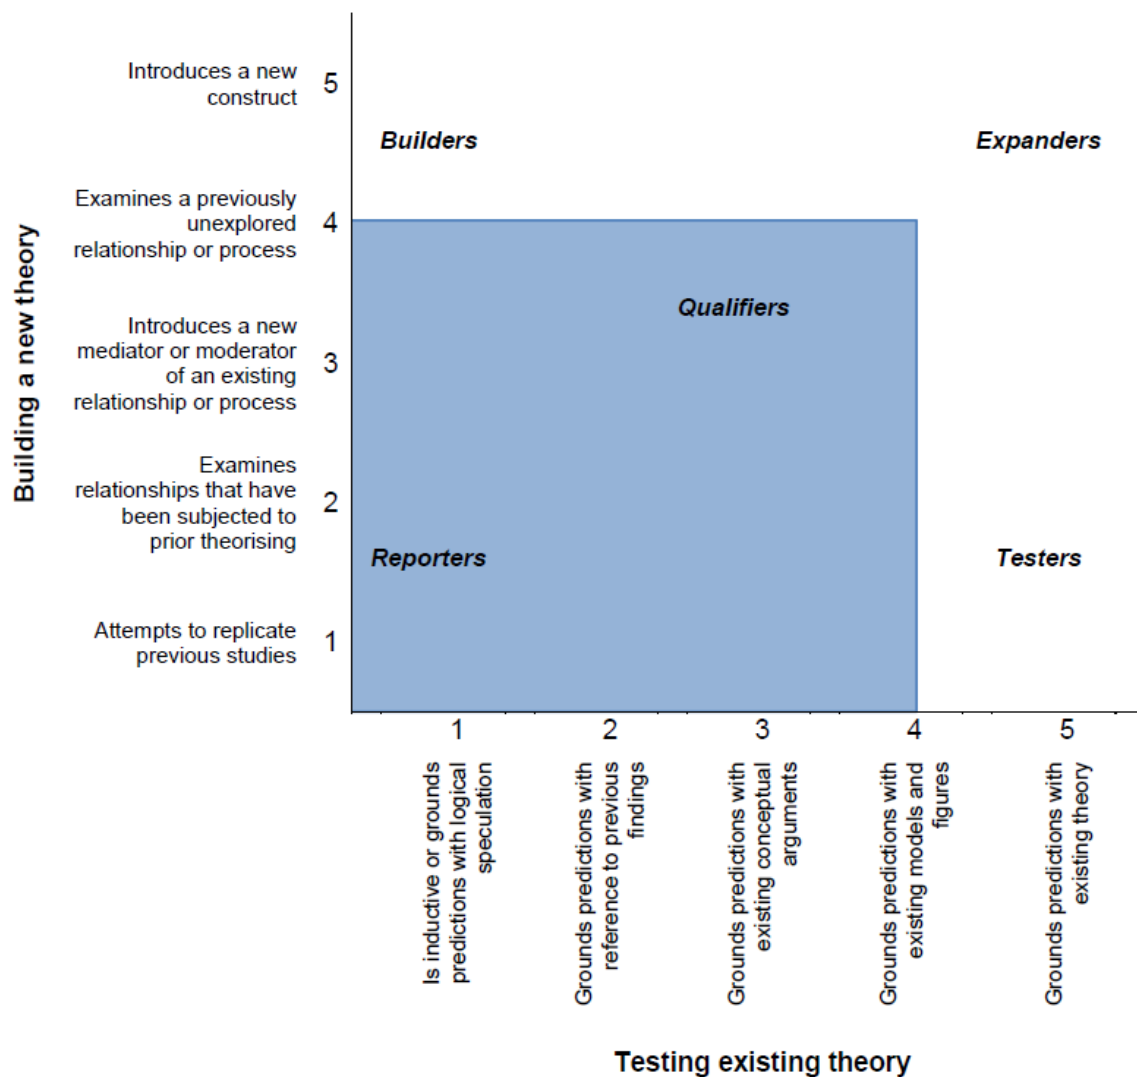 Building a new theory
Introduces a new
construct
5
Builders
Expanders
Examines a previously
unexplored
relationship or process
4
Qualifiers
Introduces a new
mediator or moderator
of an existing
relationship or process
3
Examines
relationships that have
been subjected to
prior theorising
2
Reporters
Testers
Attempts to replicate
previous studies
1
1
2
3
4
5
Is inductive or grounds
predictions with logical
speculation
Grounds predictions with
reference to previous
findings
Grounds predictions with
existing conceptual
arguments
Grounds predictions with
existing models and
figures
Grounds predictions with
existing theory
Testing existing theory